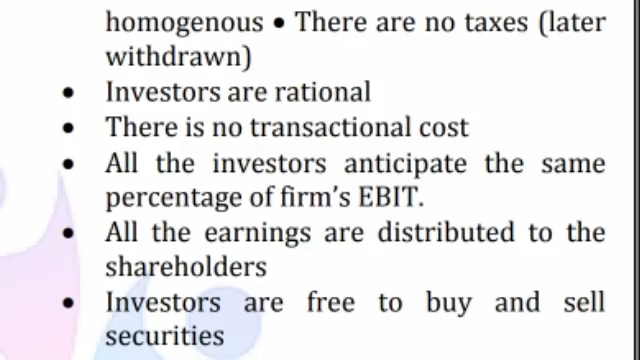 homogenous • There are no taxes (later
withdrawn)
• Investors are rational
• There is no transactional cost
• All the investors anticipate the same
percentage of firm’s EBIT.
• All the earnings are distributed to the
shareholders
• Investors are free to buy and sell
securities